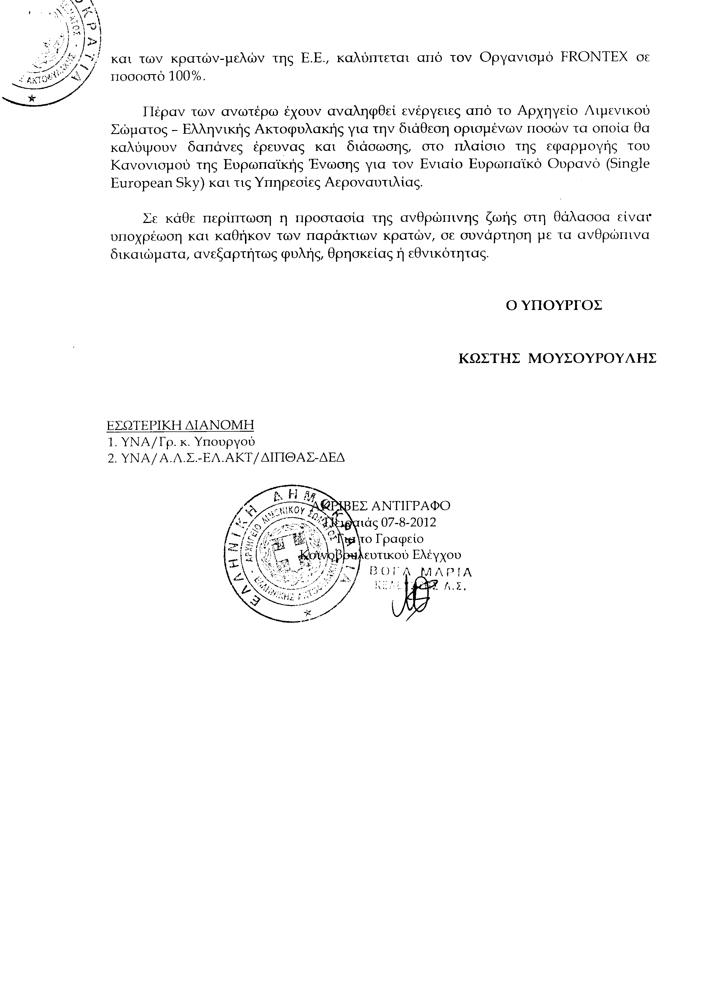 ΟΚΡΑΤΙΑ
και των κρατών-μελών της Ε.Ε., καλύπτεται από τον Οργανισμό FRONTEX σε
ποσοστό 100%.
Πέραν των ανωτέρω έχουν αναληφθεί ενέργειες από το Αρχηγείο Λιμενικού
Σώματος – Ελληνικής Ακτοφυλακής για την διάθεση ορισμένων ποσών τα οποία θα
καλύψουν δαπάνες έρευνας και διάσωσης, στο πλαίσιο της εφαρμογής του
Κανονισμού της Ευρωπαϊκής Ένωσης για τον Ενιαίο Ευρωπαϊκό Ουρανό (Single
European Sky) και τις Υπηρεσίες Αεροναυτιλίας.
Σε κάθε περίπτωση η προστασία της ανθρώπινης ζωής στη θάλασσα είναι
υποχρέωση και καθήκον των παράκτιων κρατών, σε συνάρτηση με τα ανθρώπινα
δικαιώματα, ανεξαρτήτως φυλής, θρησκείας ή εθνικότητας.
Ο ΥΠΟΥΡΓΟΣ
ΚΩΣΤΗΣ ΜΟΥΣΟΥΡΟΥΛΗΣ
ΕΣΩΤΕΡΙΚΗ ΔΙΑΝΟΜΗ
1. ΥΝΑ/Γρ. κ. Υπουργού
2. ΥΝΑ/Α.Λ.Σ.-ΕΛ.ΑΚΤ/ΔΙΠΘΑΣ-ΔΕΔ
ΕΛΛΗΝΙΚΗ ΔΗΜΟΚΡΑΤΙΑ
ΑΡΧΗΓΕΙΟ ΛΙΜΕΝΙΚΟΥ ΣΩΜΑΤΟΣ
ΕΛΛΗΝΙΚΗΣ ΑΚΤΟΦΥΛΑΚΗΣ
ΑΚΡΙΒΕΣ ΑΝΤΙΓΡΑΦΟ
Πειραιάς 07-8-2012
Για το Γραφείο
Κοινοβουλευτικού Ελέγχου
ΒΟΓΑ ΜΑΡΙΑ
Λ.Σ.